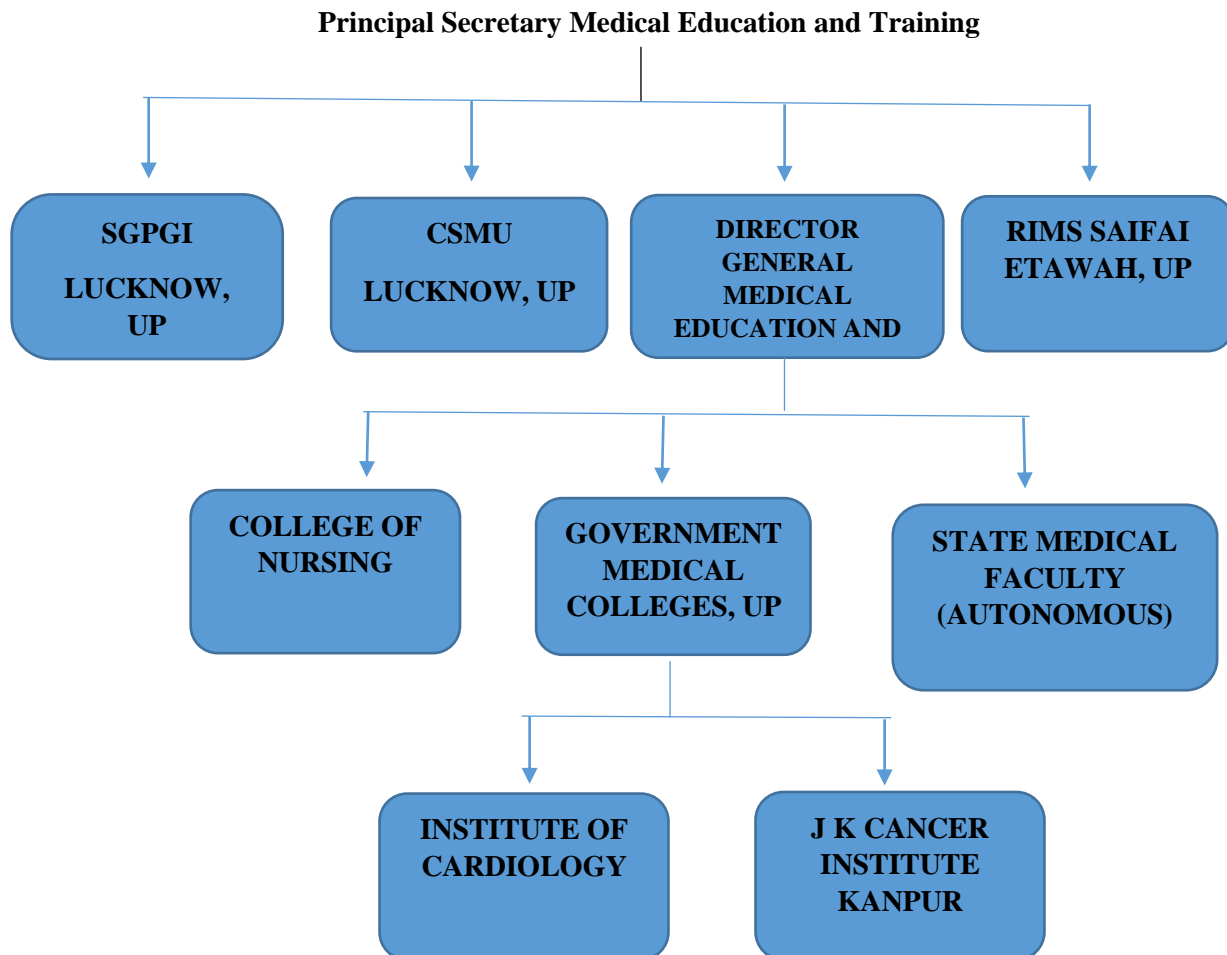 Principal Secretary Medical Education and Training
SGPGI
LUCKNOW,
UP
CSMU
LUCKNOW, UP
DIRECTOR
GENERAL
MEDICAL
EDUCATION AND
RIMS SAIFAI
ETAWAH, UP
COLLEGE OF
NURSING
GOVERNMENT
MEDICAL
COLLEGES, UP
STATE MEDICAL
FACULTY
(AUTONOMOUS)
INSTITUTE OF
CARDIOLOGY
J K CANCER
INSTITUTE
KANPUR